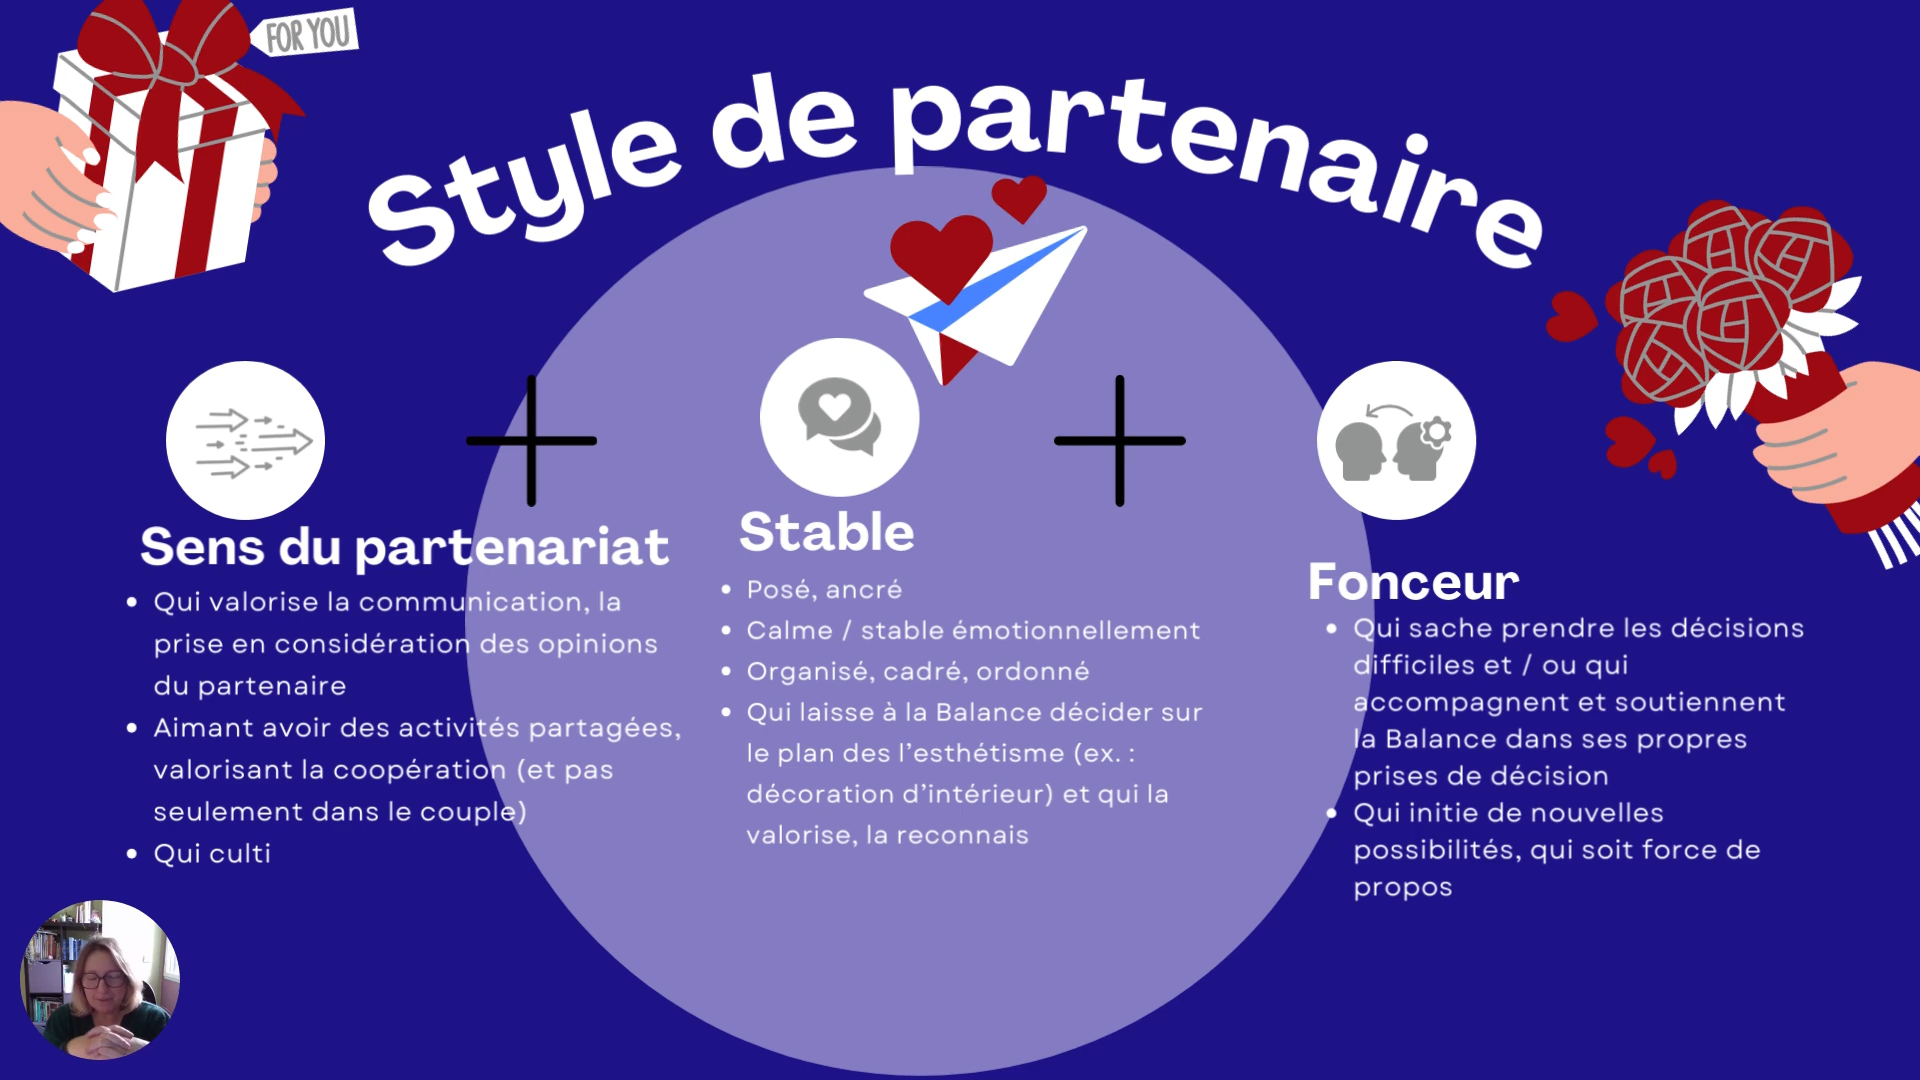 FOR YOU
Style de partenaire
Sens du partenariat
• Qui valorise la communication, la
prise en considération des opinions
du partenaire
• Aimant avoir des activités partagées,
valorisant la coopération (et pas
seulement dans le couple)
• Qui culti
Stable
• Posé, ancré
• Calme / stable émotionnellement
• Organisé, cadré, ordonné
• Qui laisse à la Balance décider sur
le plan des l’esthétisme (ex. :
décoration d’intérieur) et qui la
valorise, la reconnais
Fonceur
• Qui sache prendre les décisions
difficiles et / ou qui
accompagnent et soutiennent
la Balance dans ses propres
prises de décision
• Qui initie de nouvelles
possibilités, qui soit force de
propos